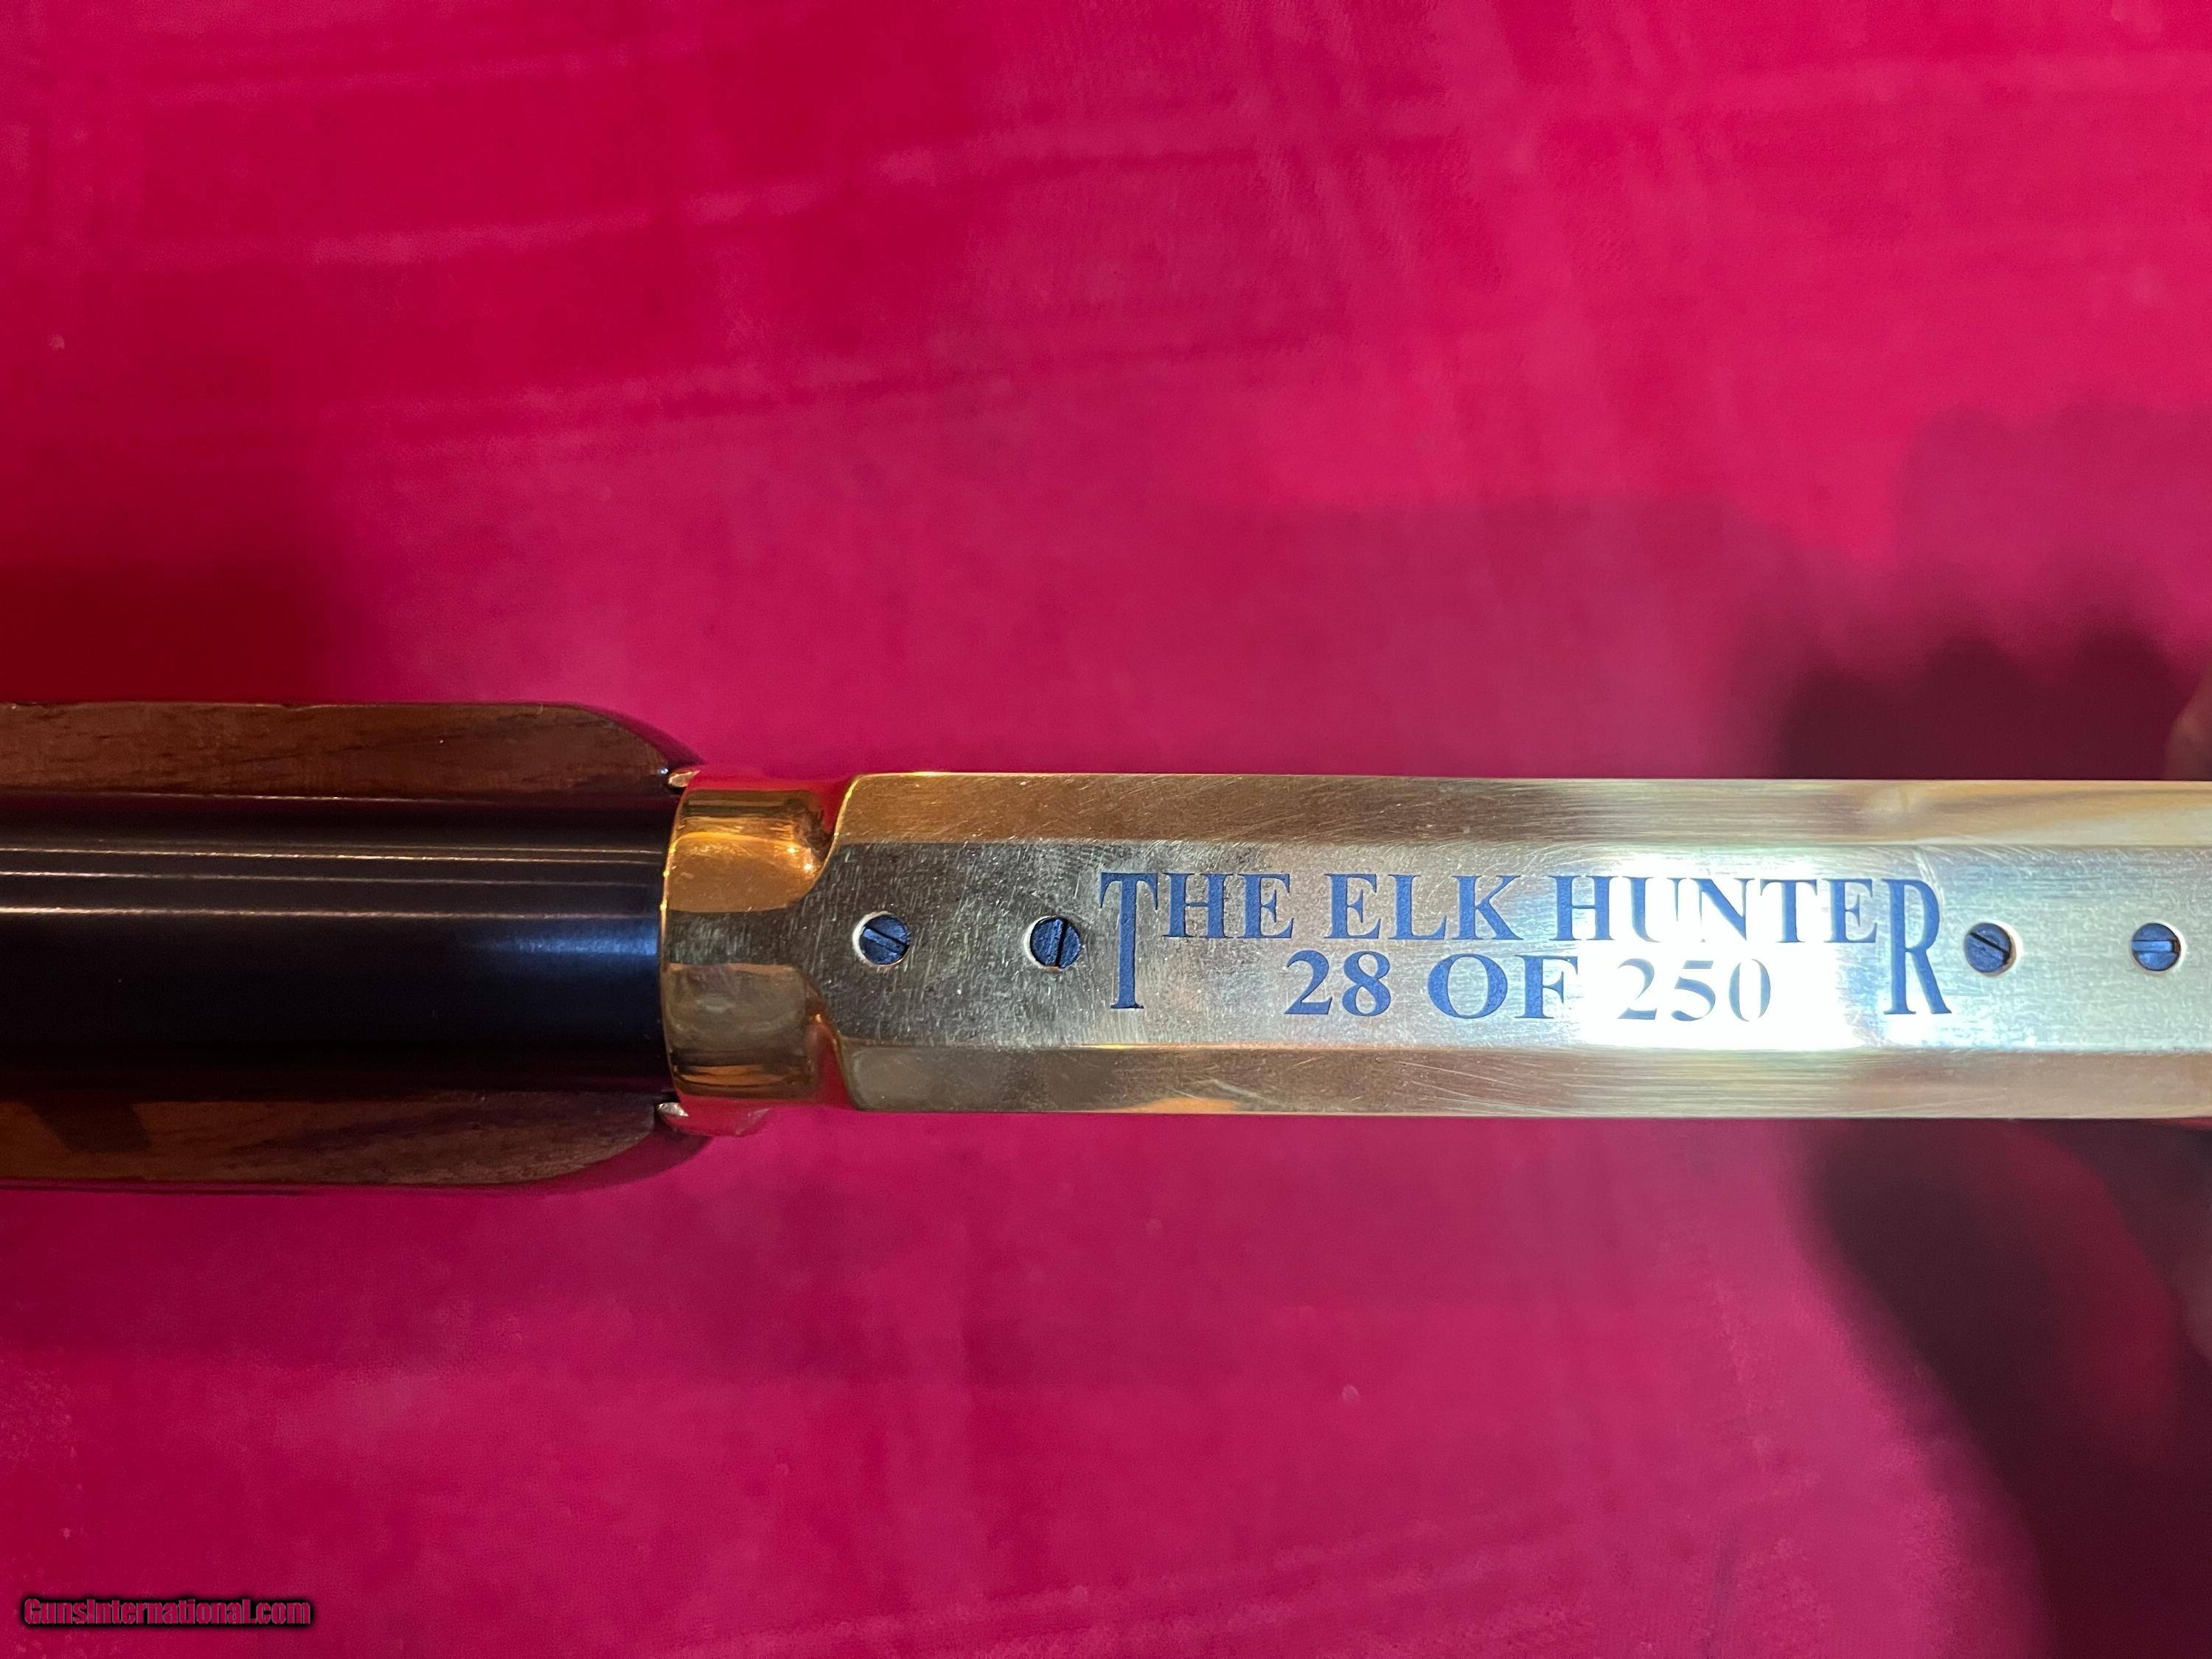 THE ELK HUNTER
28 OF 250
GunsInternational.com